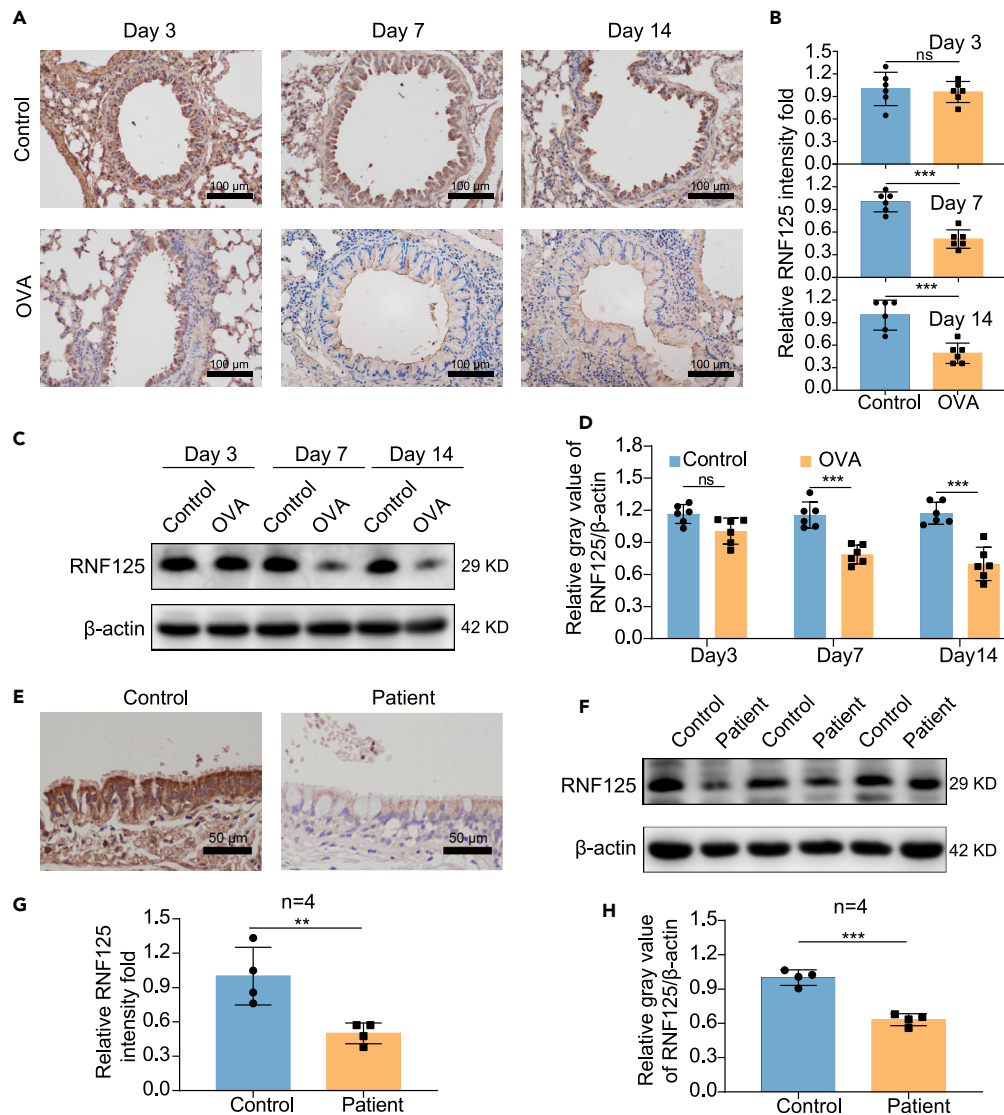 A
Day 3
Day 7
Day 14
Control
100 μm
100 μm
100 μm
OVA
100 μm
100 μm
100 μm
B
Relative RNF125 intensity fold
Day 3
ns
1.5
1.2
0.9
0.6
0.3
0.0
***
Day 7
1.2
0.9
0.6
0.3
0.0
***
Day 14
1.2
0.9
0.6
0.3
0.0
Control
OVA
C
Day 3
Day 7
Day 14
Control
OVA
Control
OVA
Control
OVA
RNF125
29 KD
β-actin
42 KD
D
Relative gray value of
RNF125/β-actin
1.8
1.2
0.9
0.6
0.3
0.0
Control
OVA
ns
***
***
Day3
Day7
Day14
E
Control
Patient
50 μm
50 μm
F
Control
Patient
Control
Patient
Control
Patient
RNF125
29 KD
β-actin
42 KD
G
n=4
Relative RNF125
intensity fold
1.5
1.2
0.9
0.6
0.3
0.0
**
Control
Patient
H
n=4
Relative gray value
of RNF125/β-actin
1.5
1.2
0.9
0.6
0.3
0.0
***
Control
Patient